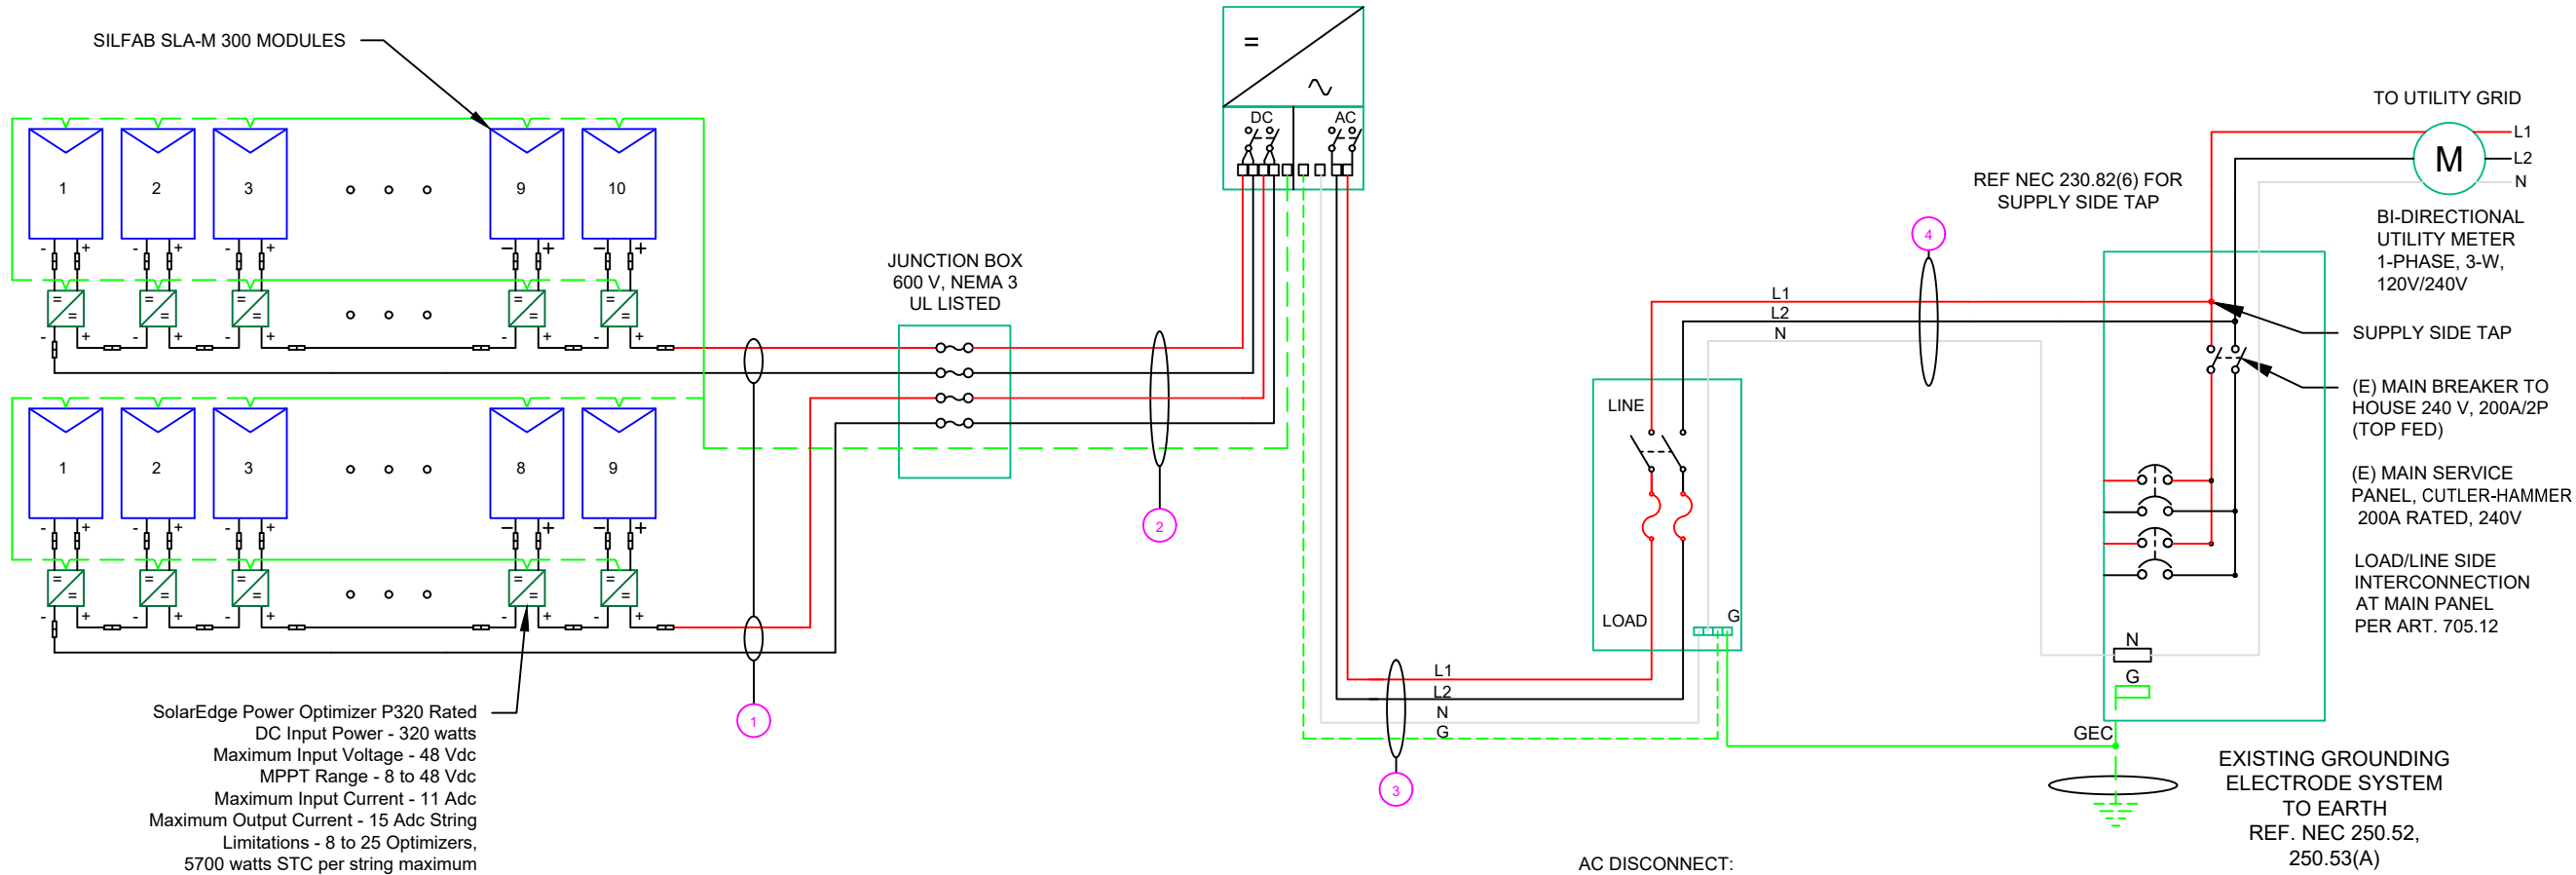 SILFAB SLA-M 300 MODULES
1
2
3
9
10
- + - + - + - + - +
= = = = =
= = = = =
- + - + - + - + - +
1
2
3
8
9
- + - + - + - + - +
= = = = =
= = = = =
- + - + - + - + - +
SolarEdge Power Optimizer P320 Rated
DC Input Power - 320 watts
Maximum Input Voltage - 48 Vdc
MPPT Range - 8 to 48 Vdc
Maximum Input Current - 11 Adc
Maximum Output Current - 15 Adc String
Limitations - 8 to 25 Optimizers,
5700 watts STC per string maximum
1
JUNCTION BOX
600 V, NEMA 3
UL LISTED
2
=
DC
AC
L1
L2
N
G
3
LINE
LOAD
G
AC DISCONNECT:
L1
L2
N
4
REF NEC 230.82(6) FOR
SUPPLY SIDE TAP
TO UTILITY GRID
M
L1
L2
N
BI-DIRECTIONAL
UTILITY METER
1-PHASE, 3-W,
120V/240V
SUPPLY SIDE TAP
(E) MAIN BREAKER TO
HOUSE 240 V, 200A/2P
(TOP FED)
(E) MAIN SERVICE
PANEL, CUTLER-HAMMER
200A RATED, 240V
LOAD/LINE SIDE
INTERCONNECTION
AT MAIN PANEL
PER ART. 705.12
N
G
GEC
EXISTING GROUNDING
ELECTRODE SYSTEM
TO EARTH
REF. NEC 250.52,
250.53(A)